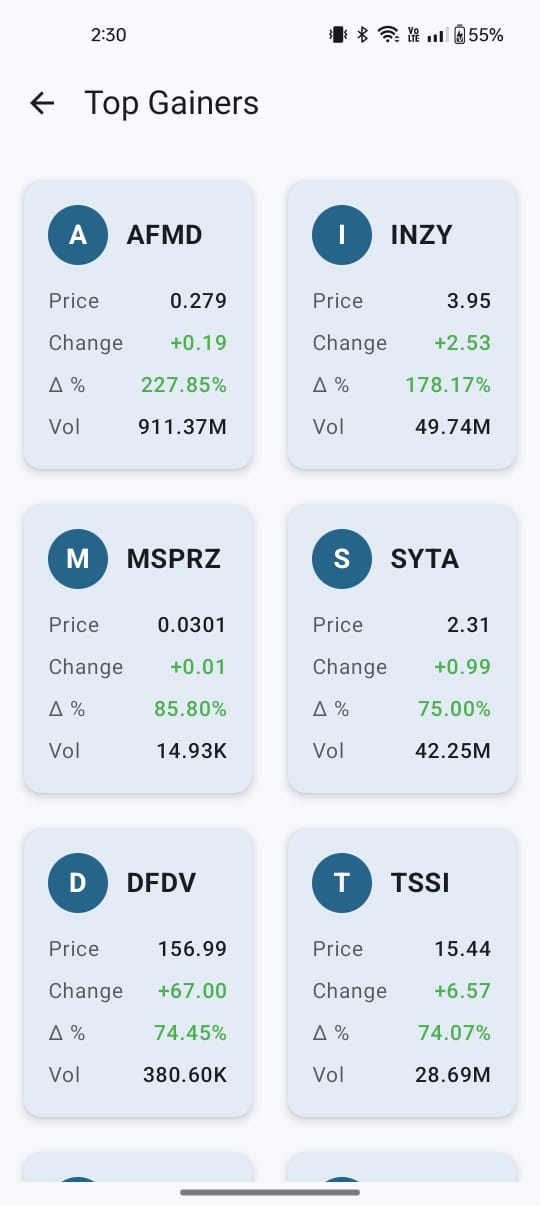 2:30
Vo LTE
55%
Top Gainers
A AFMD
Price 0.279
Change +0.19
Δ % 227.85%
Vol 911.37M
I INZY
Price 3.95
Change +2.53
Δ % 178.17%
Vol 49.74M
M MSPRZ
Price 0.0301
Change +0.01
Δ % 85.80%
Vol 14.93K
S SYTA
Price 2.31
Change +0.99
Δ % 75.00%
Vol 42.25M
D DFDV
Price 156.99
Change +67.00
Δ % 74.45%
Vol 380.60K
T TSSI
Price 15.44
Change +6.57
Δ % 74.07%
Vol 28.69M